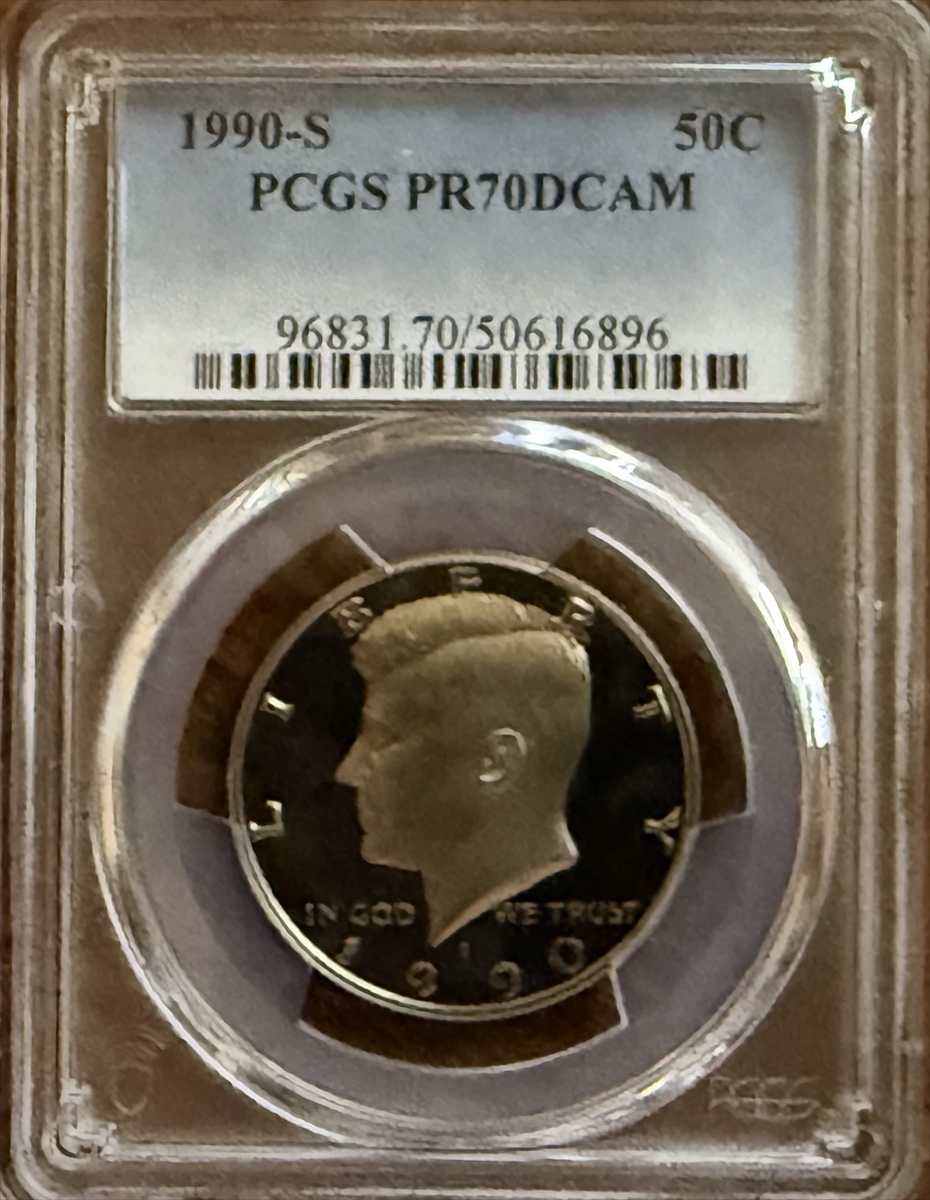 1990-S 50C
PCGS PR70DCAM
96831.70/50616896
LIBERTY
IN GOD WE TRUST
1990
PCGS